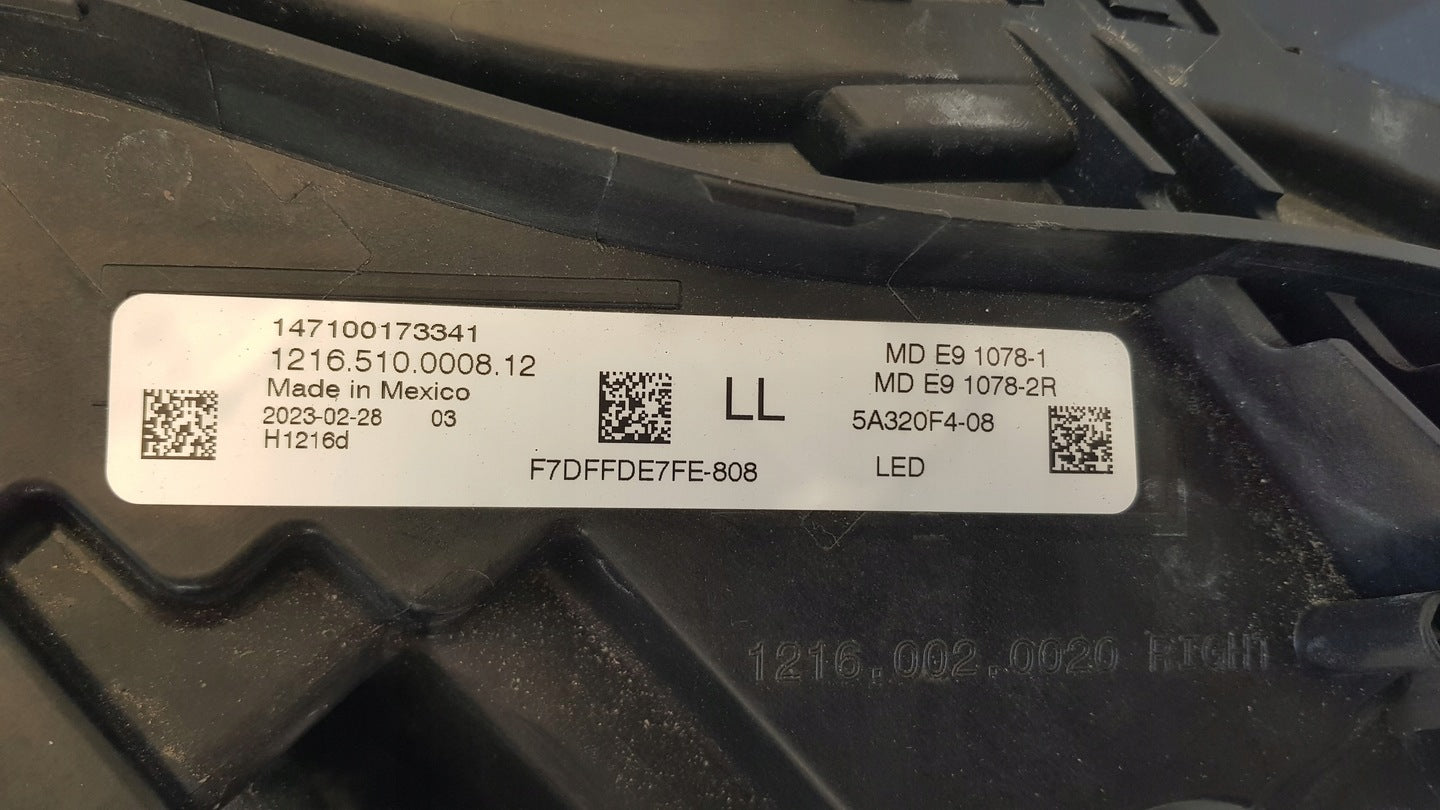 147100173341
1216.510.0008.12
Made in Mexico
2023-02-28 03
H1216d
LL
F7DFFDE7FE-808
MD E9 1078-1
MD E9 1078-2R
5A320F4-08
LED
1216.002.0020 RIGHT